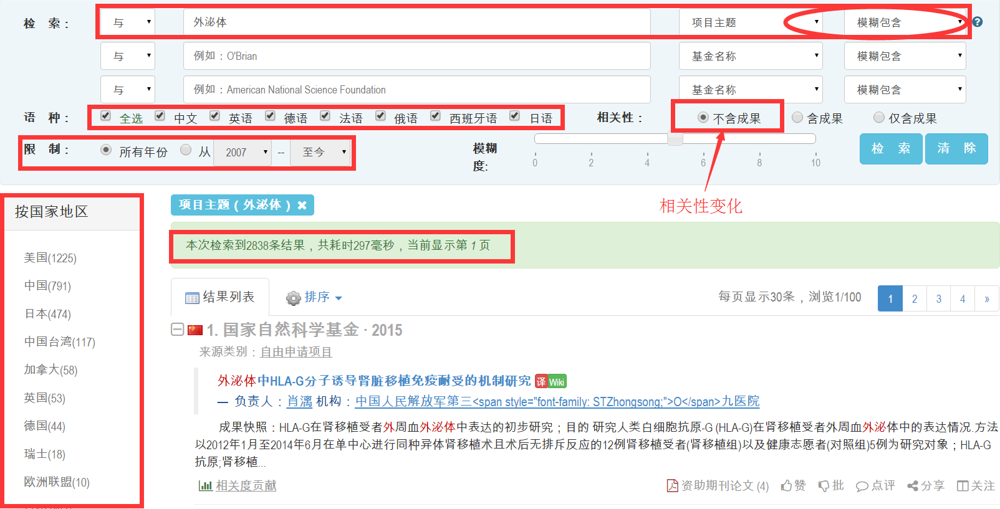 检 索： 与 外泌体 项目主题 模糊包含 ?
与 例如：O'Brian 基金名称 模糊包含
与 例如：American National Science Foundation 基金名称 模糊包含
语 种： 全选 中文 英语 德语 法语 俄语 西班牙语 日语 相关性： 不含成果 含成果 仅含成果
限 制： 所有年份 从 2007 -- 至今 模糊度: 0 2 4 6 8 10 检 索 清 除
相关性变化
按国家地区
美国(1225)
中国(791)
日本(474)
中国台湾(117)
加拿大(58)
英国(53)
德国(44)
瑞士(18)
欧洲联盟(10)
项目主题（外泌体）✖
本次检索到2838条结果，共耗时297毫秒，当前显示第 1 页
结果列表 排序 每页显示30条，浏览1/100 1 2 3 4 »
1. 国家自然科学基金 · 2015
来源类别：自由申请项目
外泌体中HLA-G分子诱导肾脏移植免疫耐受的机制研究 译 Wiki
— 负责人：肖漓 机构：中国人民解放军第三<span style="font-family: STZhongsong;">O</span>九医院
成果快照：HLA-G在肾移植受者外周血外泌体中表达的初步研究；目的 研究人类白细胞抗原-G (HLA-G)在肾移植受者外周血外泌体中的表达情况.方法
以2012年1月至2014年6月在单中心进行同种异体肾移植术且术后无排斥反应的12例肾移植受者(肾移植组)以及健康志愿者(对照组)5例为研究对象；HLA-G
抗原;肾移植...
相关度贡献 资助期刊论文 (4) 赞 批 点评 分享 关注